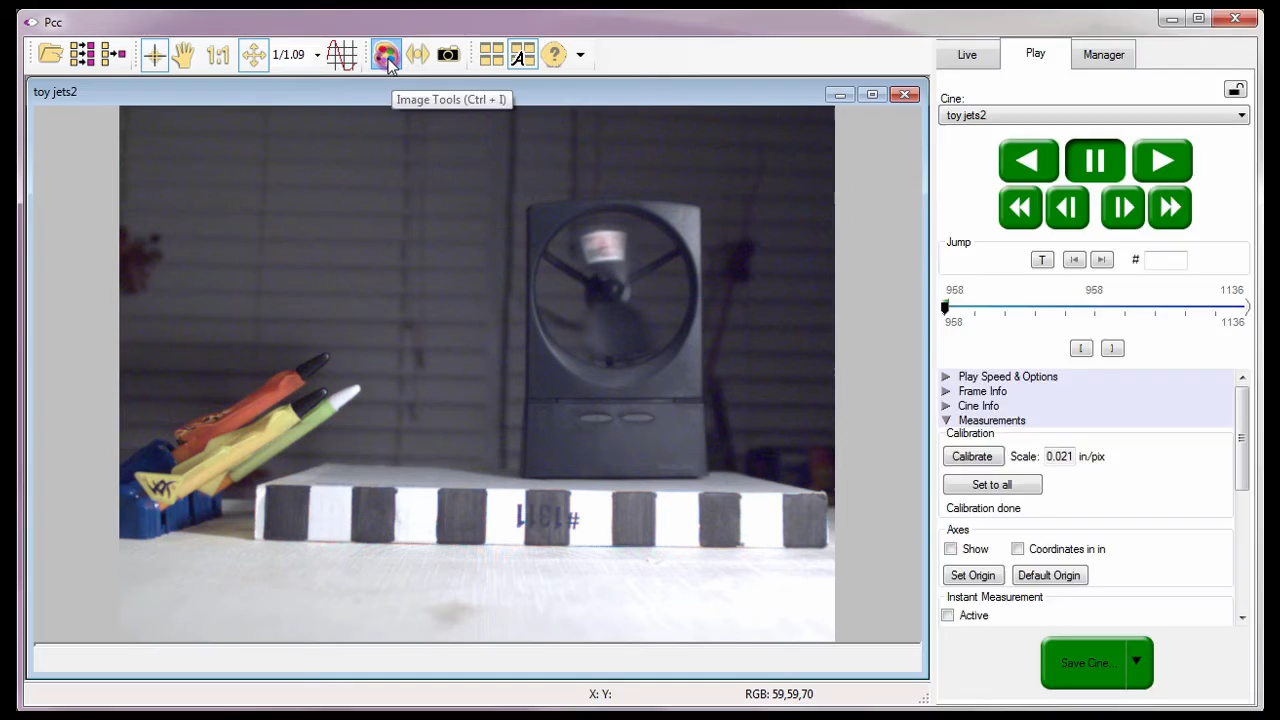 Pcc
1:1 1/1.09 A ?
toy jets2
Image Tools (Ctrl + I)
#1311
X: Y: RGB: 59,59,70
Live Play Manager
Cine:
toy jets2
Jump
T #
958 958 1136
958 1136
[ ]
Play Speed & Options
Frame Info
Cine Info
Measurements
Calibration
Calibrate Scale: 0.021 in/pix
Set to all
Calibration done
Axes
Show Coordinates in in
Set Origin Default Origin
Instant Measurement
Active
Save Cine...